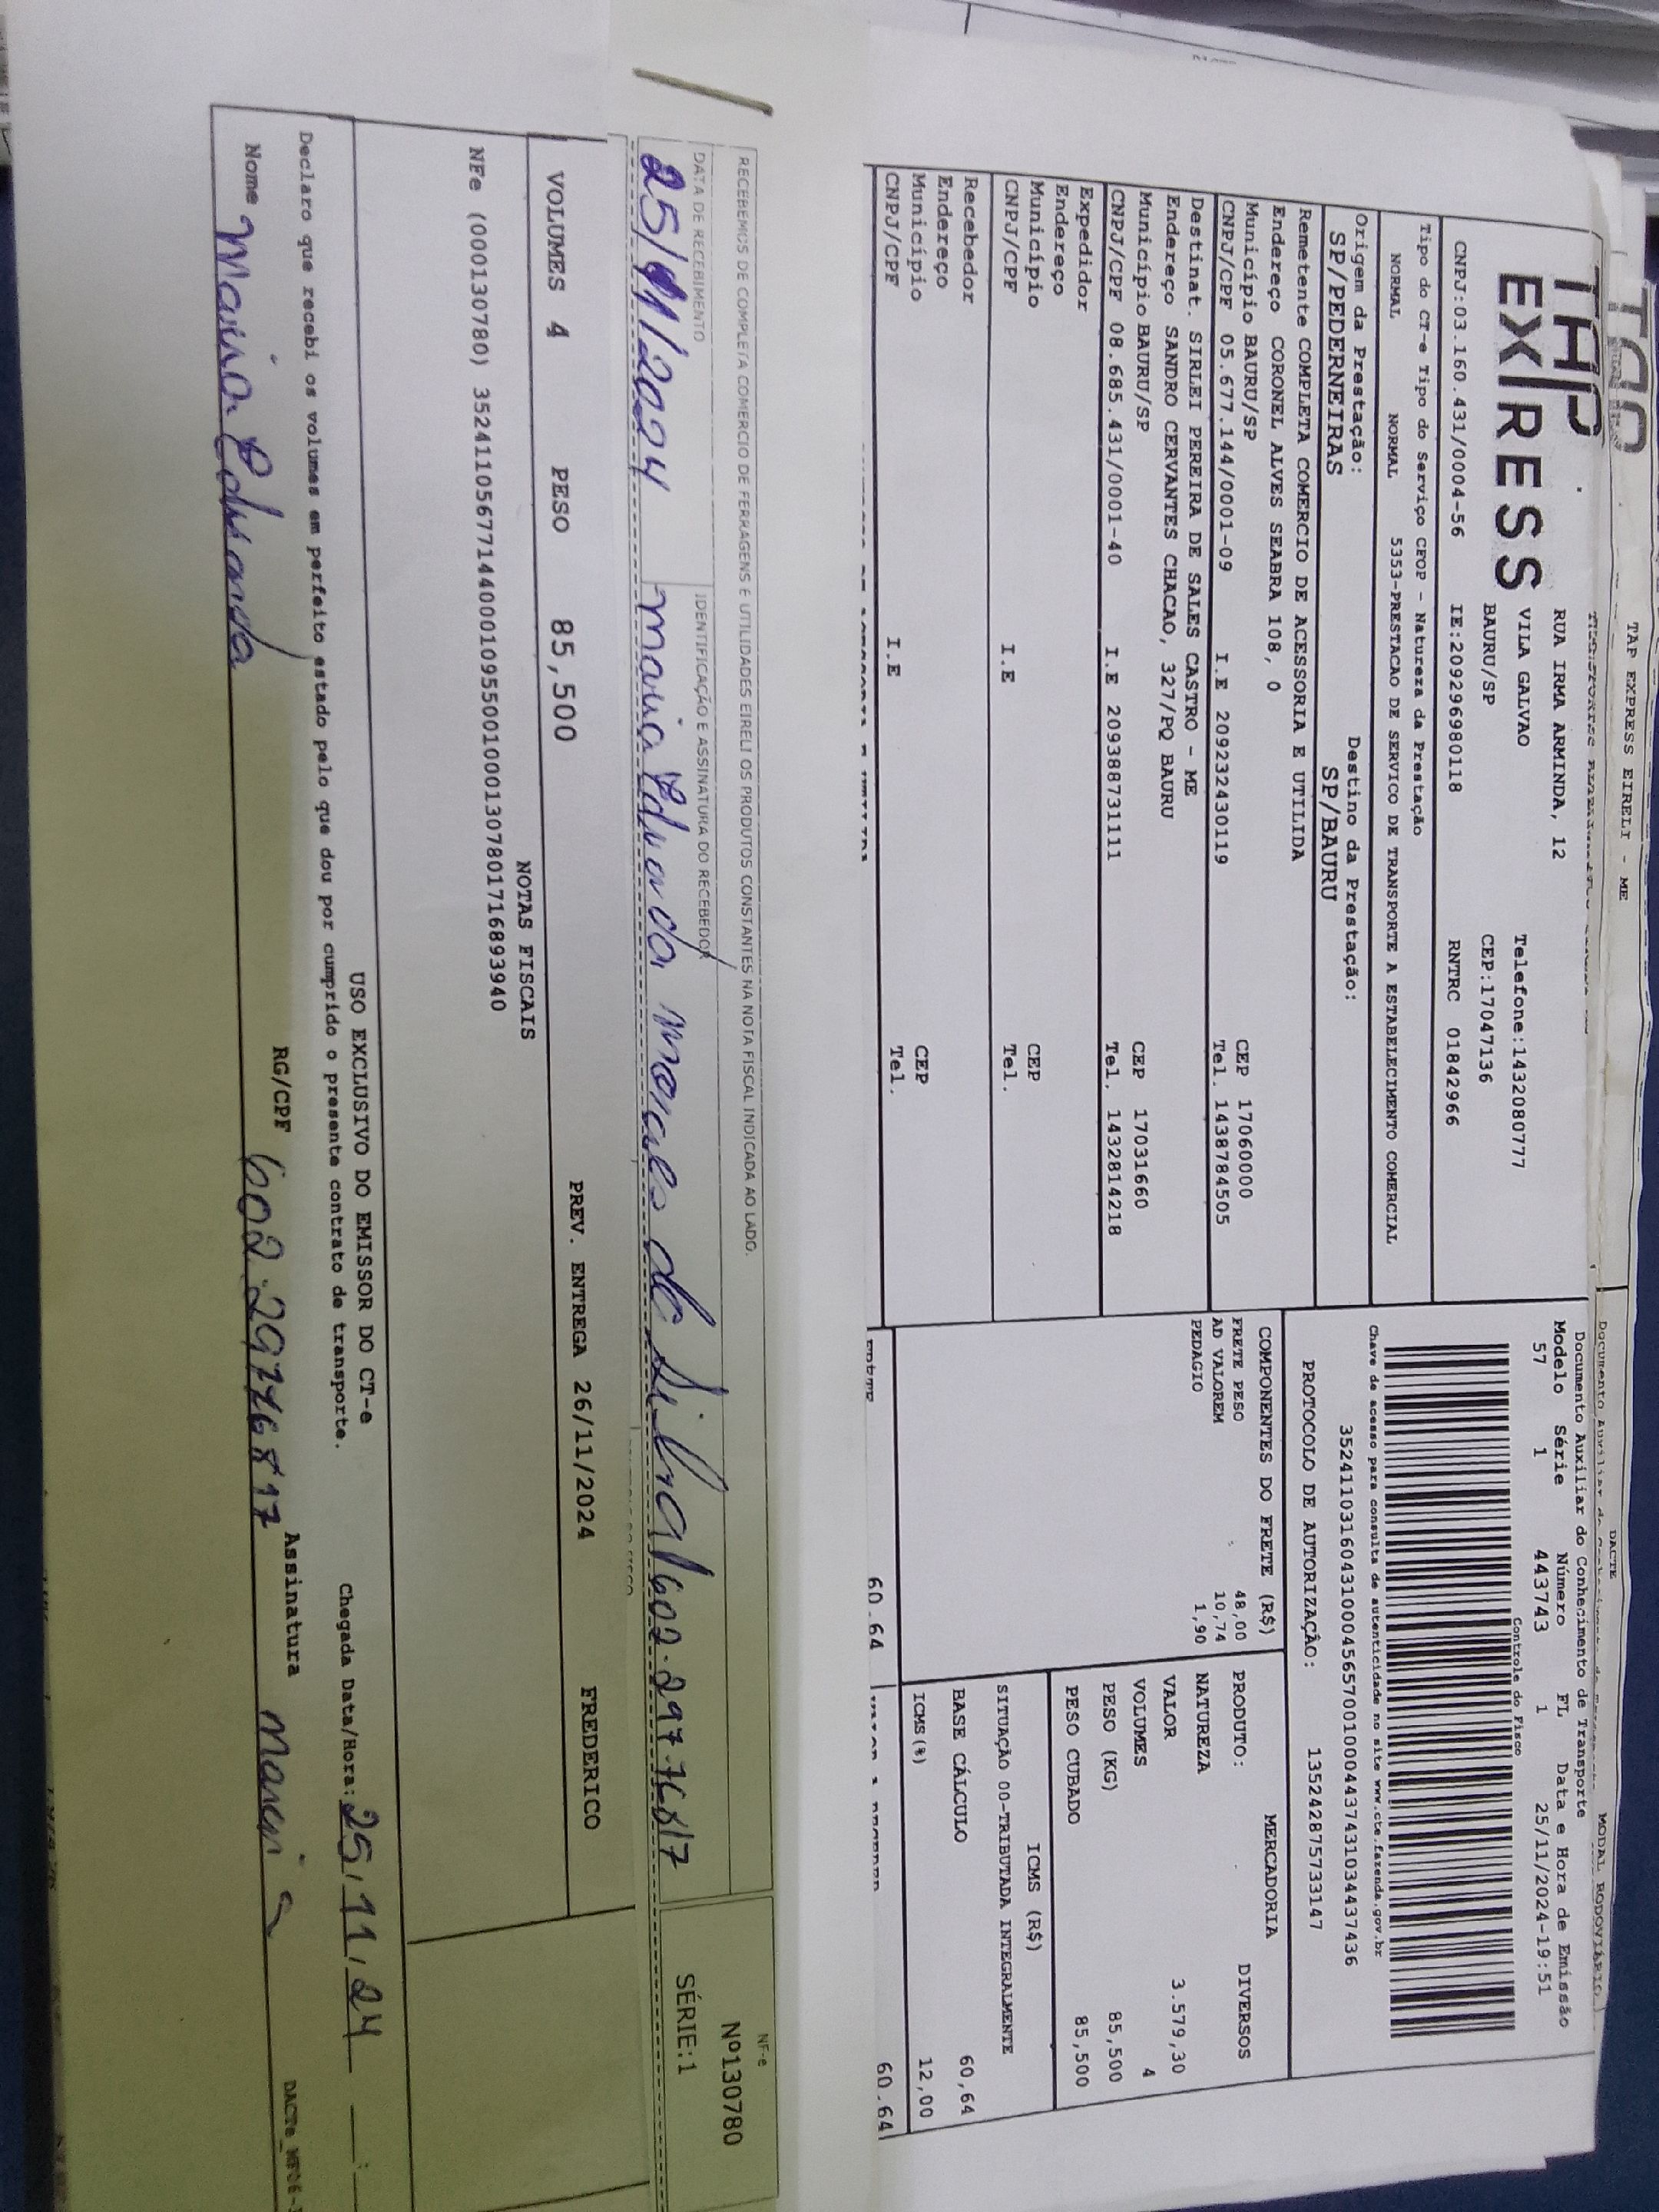 TAP EXPRESS EIRELI - ME
DACTE
MODAL RODOVIÁRIO
TAP
EXPRESS
RUA IRMA ARMINDA, 12
VILA GALVAO
Telefone:1432080777
BAURU/SP
CEP:17047136
CNPJ:03.160.431/0004-56 IE:209296980118 RNTRC 01842966
Documento Auxiliar do Conhecimento de Transporte
Modelo Série Número FL Data e Hora de Emissão
57 1 443743 1 25/11/2024-19:51
Controle do Fisco
Chave de acesso para consulta de autenticidade no site www.cte.fazenda.gov.br
35241103160431000456570010004437431034437436
PROTOCOLO DE AUTORIZAÇÃO: 135242875733147
Tipo do CT-e Tipo do Serviço CFOP - Natureza da Prestação
NORMAL NORMAL 5353-PRESTACAO DE SERVICO DE TRANSPORTE A ESTABELECIMENTO COMERCIAL
Origem da Prestação: Destino da Prestação:
SP/PEDERNEIRAS SP/BAURU
Remetente COMPLETA COMERCIO DE ACESSORIA E UTILIDA
Endereço CORONEL ALVES SEABRA 108, 0
Município BAURU/SP CEP 17060000
CNPJ/CPF 05.677.144/0001-09 I.E 209232430119 Tel. 1438784505
Destinat. SIRLEI PEREIRA DE SALES CASTRO - ME
Endereço SANDRO CERVANTES CHACAO, 327/PQ BAURU
Município BAURU/SP CEP 17031660
CNPJ/CPF 08.685.431/0001-40 I.E 209388731111 Tel. 1432814218
Expedidor
Endereço
Município CEP
CNPJ/CPF I.E Tel.
Recebedor
Endereço
Município CEP
CNPJ/CPF I.E Tel.
COMPONENTES DO FRETE (R$)
FRETE PESO 48,00
AD VALOREM 10,74
PEDAGIO 1,90
MERCADORIA
PRODUTO: DIVERSOS
NATUREZA
VALOR 3.579,30
VOLUMES 4
PESO (KG) 85,500
PESO CUBADO 85,500
ICMS (R$)
SITUAÇÃO 00-TRIBUTADA INTEGRALMENTE
BASE CÁLCULO 60,64
ICMS(%) 12,00
60.64 60.64
RECEBEMOS DE COMPLETA COMERCIO DE FERRAGENS E UTILIDADES EIRELI OS PRODUTOS CONSTANTES NA NOTA FISCAL INDICADA AO LADO.
DATA DE RECEBIMENTO IDENTIFICAÇÃO E ASSINATURA DO RECEBEDOR
25/11/2024 Maria Eduarda moraes da Silva 602.297.768/7
NF-e
Nº130780
SÉRIE:1
VOLUMES 4 PESO 85,500 PREV. ENTREGA 26/11/2024 FREDERICO
NOTAS FISCAIS
NFe (000130780) 35241105677144000109550010001307801716893940
USO EXCLUSIVO DO EMISSOR DO CT-e
Declaro que recebi os volumes em perfeito estado pelo que dou por cumprido o presente contrato de transporte. Chegada Data/Hora: 25/11/24
Nome Maria Eduarda RG/CPF 602.29776817 Assinatura Maria